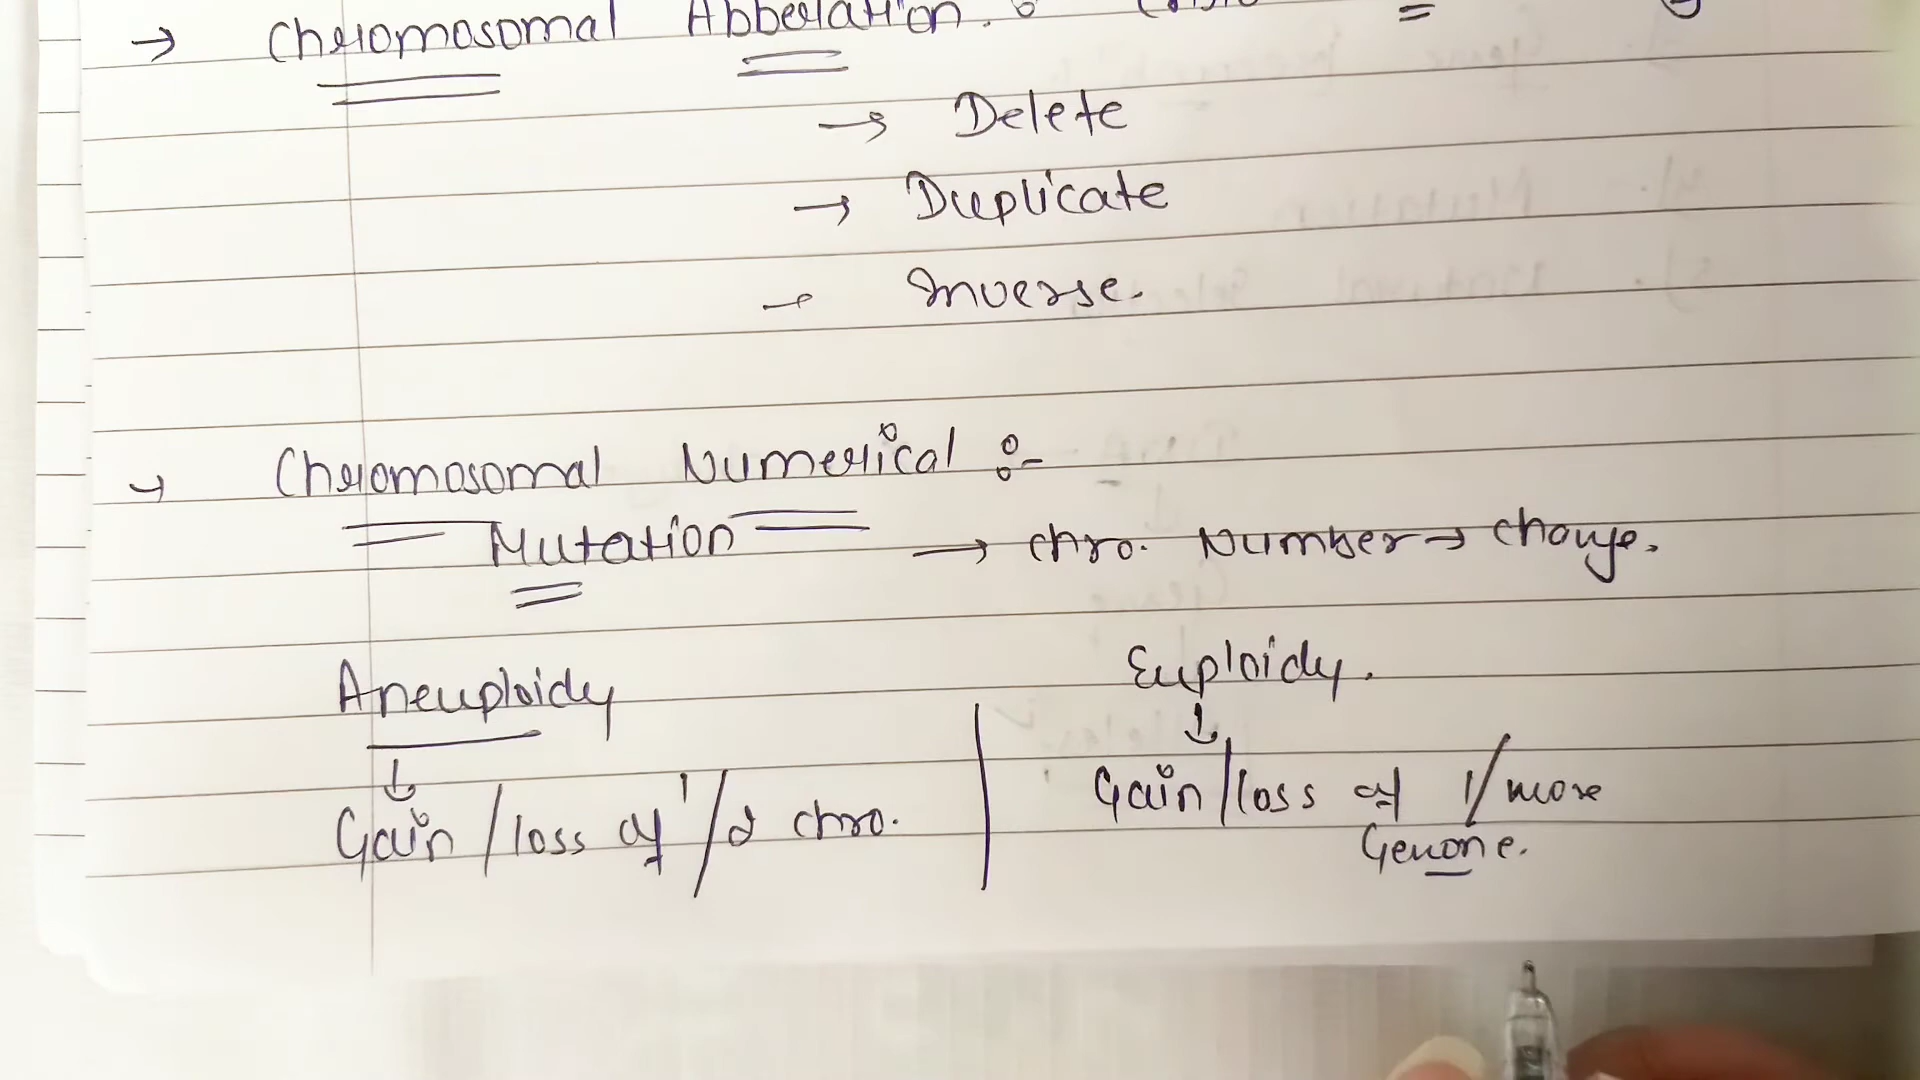 → Chromosomal Abberation :
→ Delete
→ Duplicate
→ Inverse.
→ Chromosomal Numerical :-
Mutation → chro. Number → change.
Aneuploidy
Euploidy.
↓
↓
Gain/loss of 1/2 chro.
Gain/loss of 1/more
Genone.